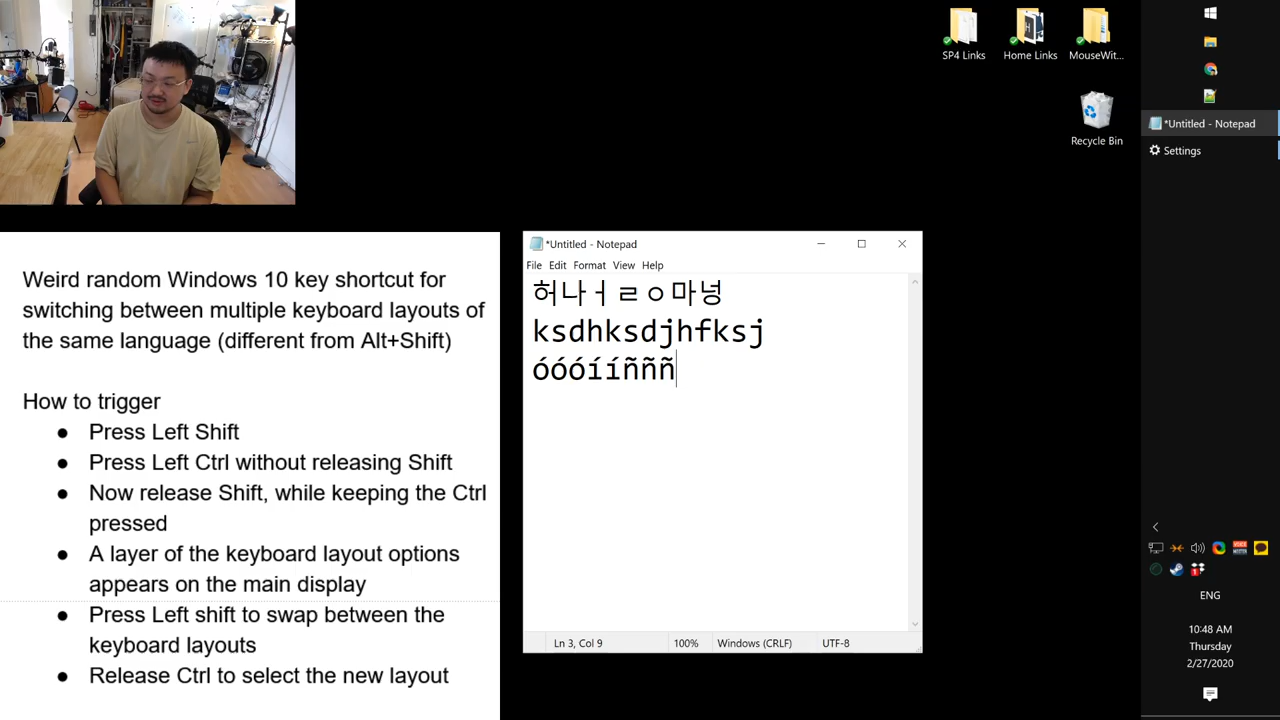 SP4 Links
Home Links
MouseWit...
Recycle Bin
*Untitled - Notepad
Settings
Weird random Windows 10 key shortcut for
switching between multiple keyboard layouts of
the same language (different from Alt+Shift)
How to trigger
● Press Left Shift
● Press Left Ctrl without releasing Shift
● Now release Shift, while keeping the Ctrl
pressed
● A layer of the keyboard layout options
appears on the main display
● Press Left shift to swap between the
keyboard layouts
● Release Ctrl to select the new layout
*Untitled - Notepad
File Edit Format View Help
허나ㅓㄹㅇ마넝
ksdhksdjhfksj
óóóííñññ
Ln 3, Col 9
100%
Windows (CRLF)
UTF-8
ENG
10:48 AM
Thursday
2/27/2020